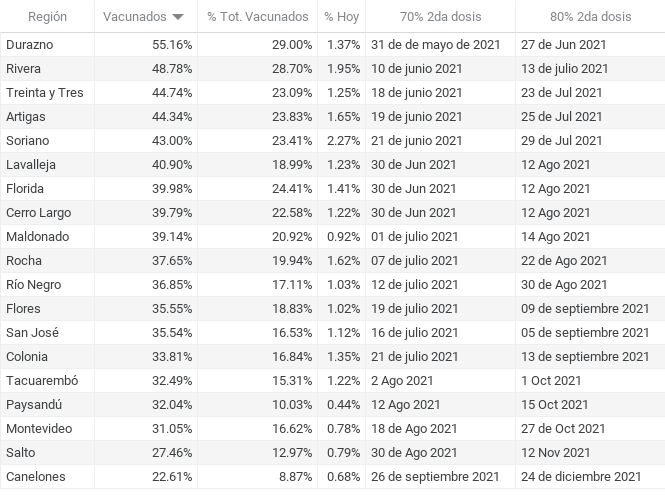 Región Vacunados % Tot. Vacunados % Hoy 70% 2da dosis 80% 2da dosis
Durazno 55.16% 29.00% 1.37% 31 de de mayo de 2021 27 de Jun 2021
Rivera 48.78% 28.70% 1.95% 10 de junio 2021 13 de julio 2021
Treinta y Tres 44.74% 23.09% 1.25% 18 de junio 2021 23 de Jul 2021
Artigas 44.34% 23.83% 1.65% 19 de junio 2021 25 de Jul 2021
Soriano 43.00% 23.41% 2.27% 21 de junio 2021 29 de Jul 2021
Lavalleja 40.90% 18.99% 1.23% 30 de Jun 2021 12 Ago 2021
Florida 39.98% 24.41% 1.41% 30 de Jun 2021 12 Ago 2021
Cerro Largo 39.79% 22.58% 1.22% 30 de Jun 2021 12 Ago 2021
Maldonado 39.14% 20.92% 0.92% 01 de julio 2021 14 Ago 2021
Rocha 37.65% 19.94% 1.62% 07 de julio 2021 22 de Ago 2021
Río Negro 36.85% 17.11% 1.03% 12 de julio 2021 30 de Ago 2021
Flores 35.55% 18.83% 1.02% 19 de julio 2021 09 de septiembre 2021
San José 35.54% 16.53% 1.12% 16 de julio 2021 05 de septiembre 2021
Colonia 33.81% 16.84% 1.35% 21 de julio 2021 13 de septiembre 2021
Tacuarembó 32.49% 15.31% 1.22% 2 Ago 2021 1 Oct 2021
Paysandú 32.04% 10.03% 0.44% 12 Ago 2021 15 Oct 2021
Montevideo 31.05% 16.62% 0.78% 18 de Ago 2021 27 de Oct 2021
Salto 27.46% 12.97% 0.79% 30 de Ago 2021 12 Nov 2021
Canelones 22.61% 8.87% 0.68% 26 de septiembre 2021 24 de diciembre 2021